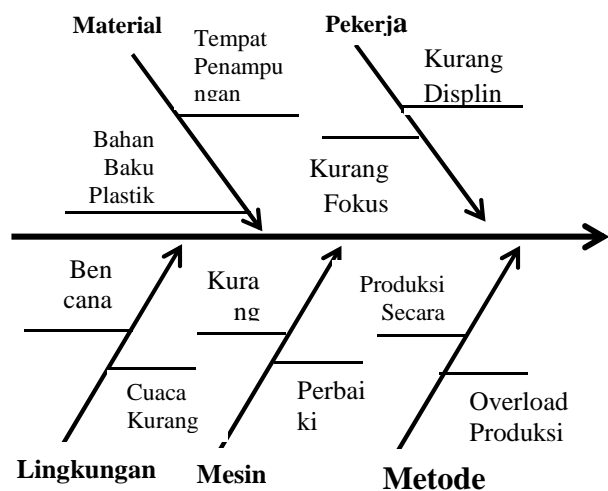 Material
Tempat
Penampu
ngan
Bahan
Baku
Plastik
Pekerja
Kurang
Displin
Kurang
Fokus
Ben
cana
Cuaca
Kurang
Lingkungan
Kura
ng
Perbai
ki
Mesin
Produksi
Secara
Overload
Produksi
Metode